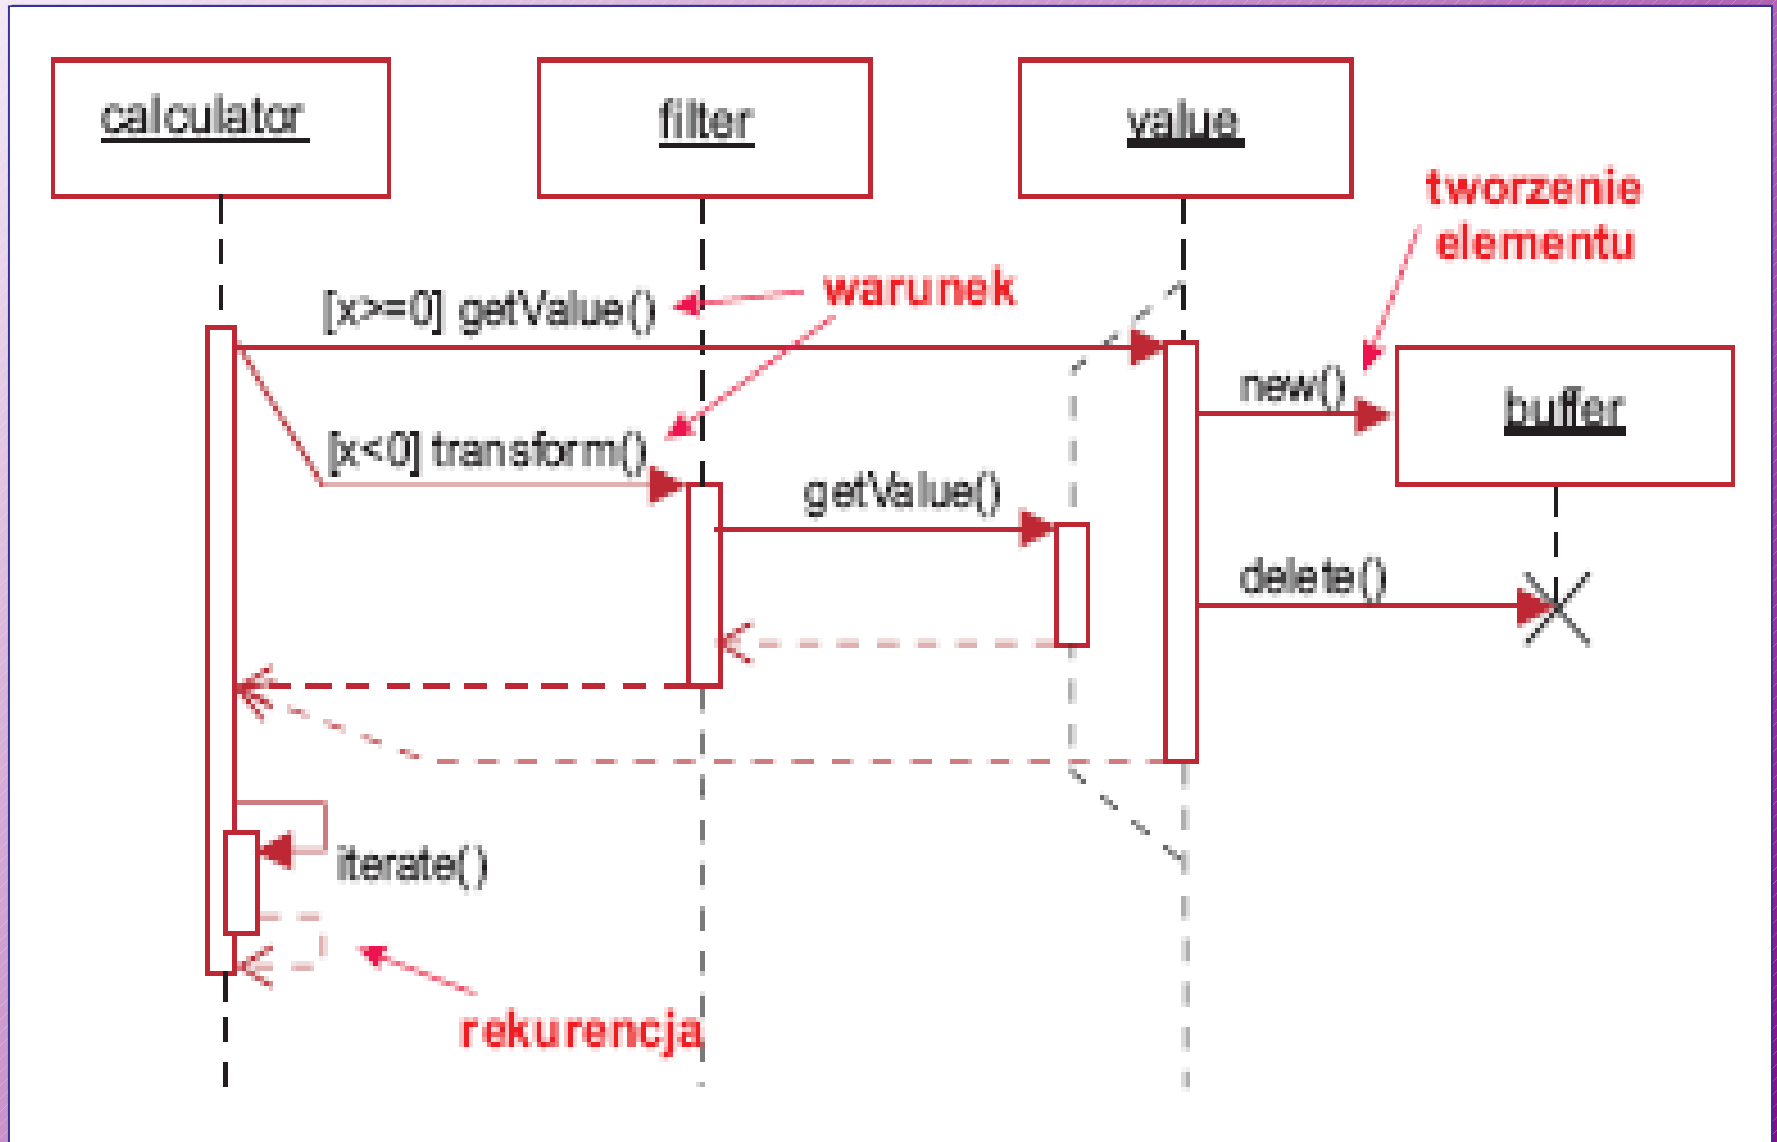 calculator
filter
value
tworzenie
elementu
warunek
[x>=0] getValue()
new()
buffer
[x<0] transform()
getValue()
delete()
iterate()
rekurencja